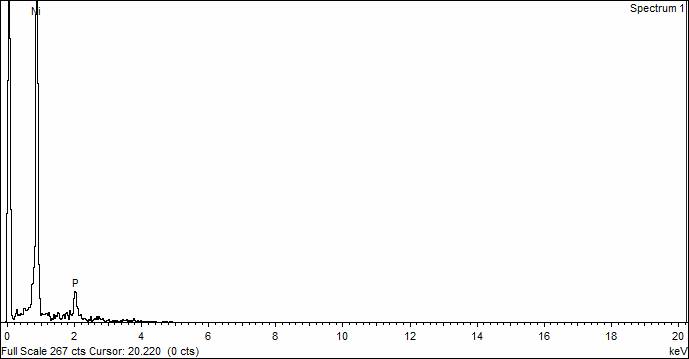 Spectrum 1
Ni
P
0 2 4 6 8 10 12 14 16 18 20
Full Scale 267 cts Cursor: 20.220 (0 cts) keV